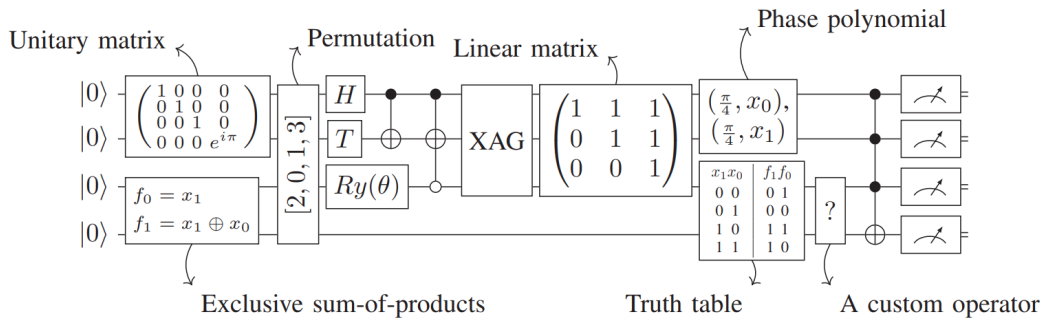 Phase polynomial
Unitary matrix
Permutation
Linear matrix
|0⟩
|0⟩
|0⟩
|0⟩
1 0 0 0
0 1 0 0
0 0 1 0
0 0 0 e^{iπ}
f₀ = x₁
f₁ = x₁ ⊕ x₀
[2, 0, 1, 3]
H
T
Ry(θ)
XAG
1 1 1
0 1 1
0 0 1
(π/4, x₀),
(π/4, x₁)
x₁x₀ f₁f₀
0 0 0 1
0 1 0 0
1 0 1 1
1 1 1 0
?
Exclusive sum-of-products
Truth table
A custom operator